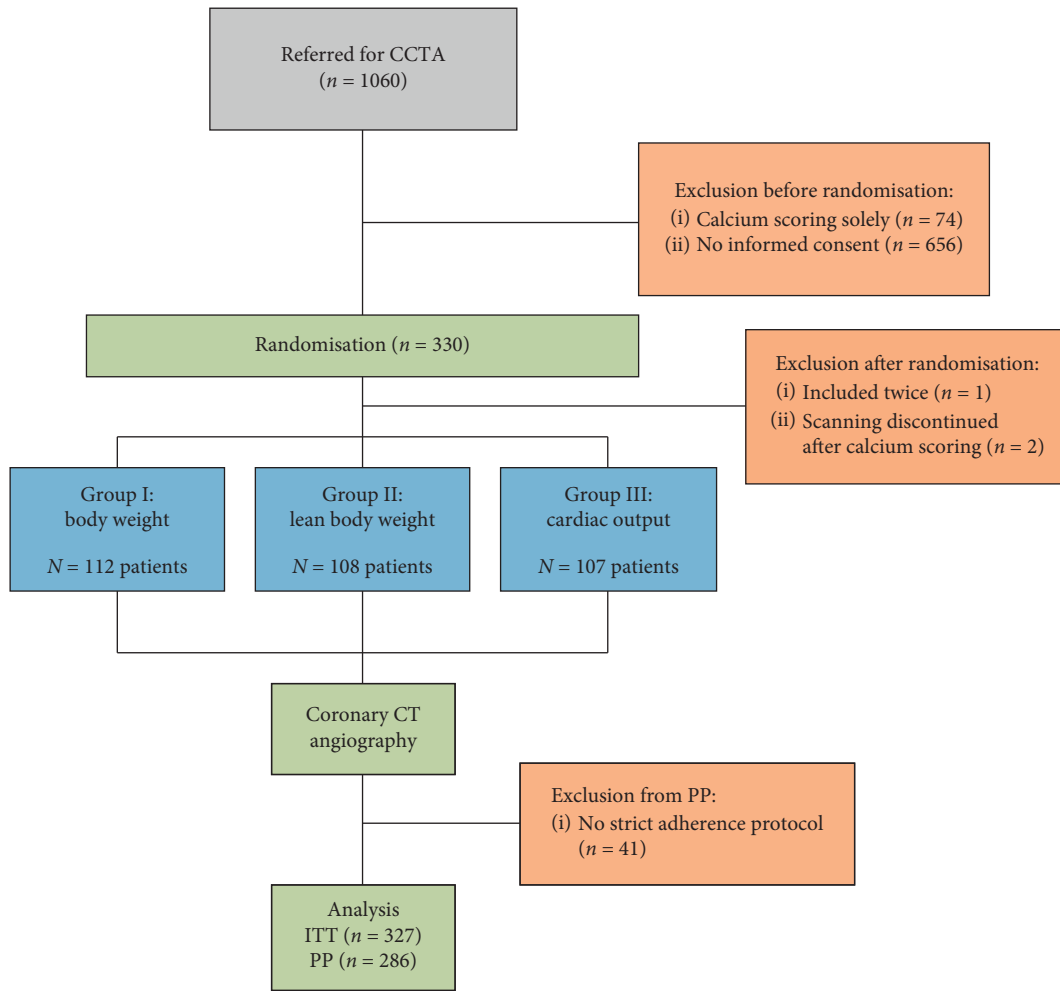 Referred for CCTA
(n = 1060)
Exclusion before randomisation:
(i) Calcium scoring solely (n = 74)
(ii) No informed consent (n = 656)
Randomisation (n = 330)
Exclusion after randomisation:
(i) Included twice (n = 1)
(ii) Scanning discontinued
after calcium scoring (n = 2)
Group I:
body weight
N = 112 patients
Group II:
lean body weight
N = 108 patients
Group III:
cardiac output
N = 107 patients
Coronary CT
angiography
Exclusion from PP:
(i) No strict adherence protocol
(n = 41)
Analysis
ITT (n = 327)
PP (n = 286)